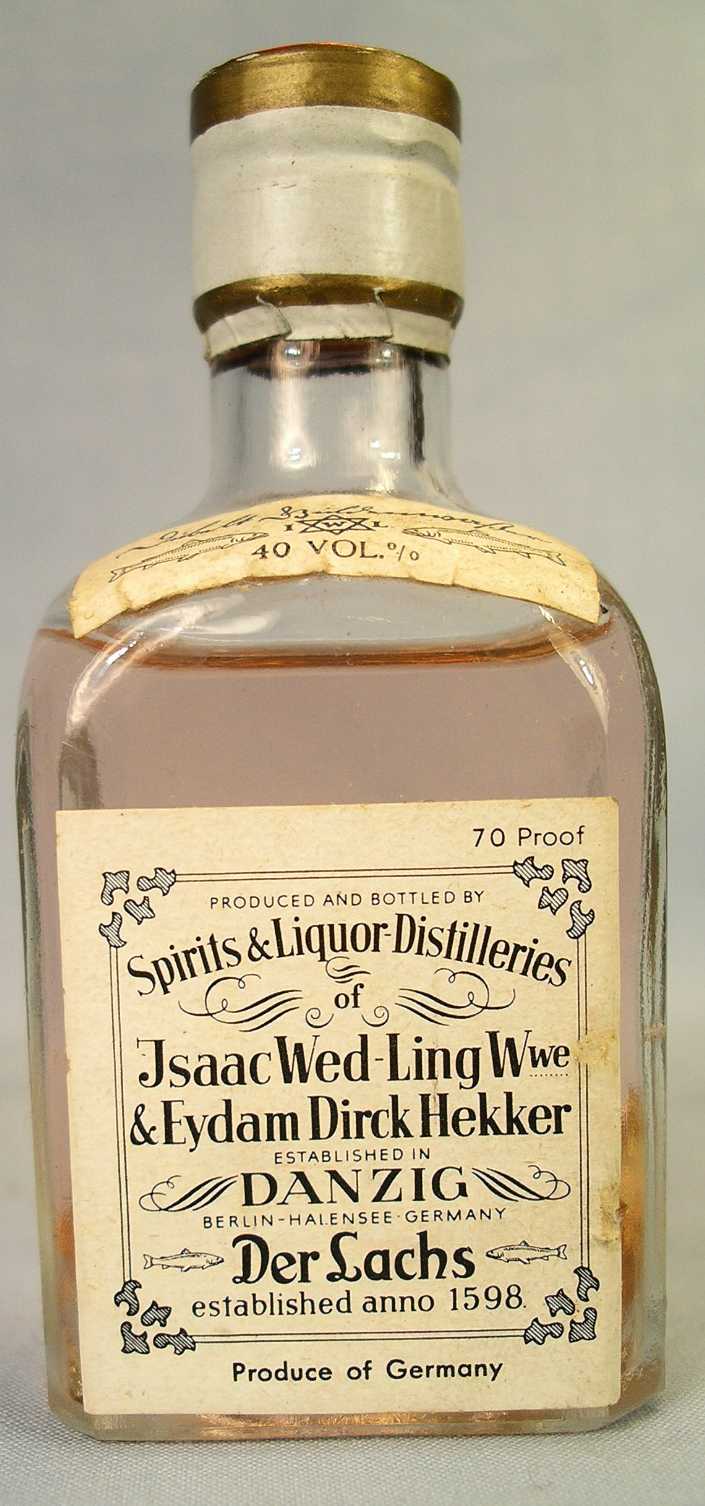 I W L
40 VOL.%
70 Proof
PRODUCED AND BOTTLED BY
Spirits & Liquor-Distilleries
of
Jsaac Wed-Ling Wwe
& Eydam Dirck Hekker
ESTABLISHED IN
DANZIG
BERLIN-HALENSEE-GERMANY
Der Lachs
established anno 1598.
Produce of Germany